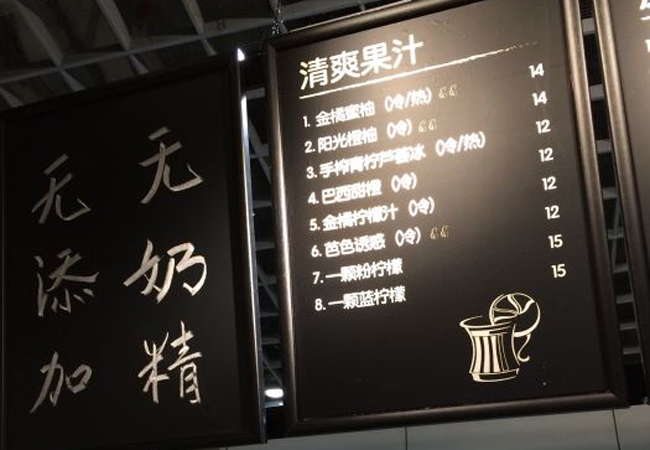 无奶精
无添加
清爽果汁
1. 金橘蜜柚 (冷/热) 14
2. 阳光橙柚 (冷) 14
3. 手榨青柠芦荟冰 (冷/热) 12
4. 巴西甜橙 (冷) 12
5. 金橘柠檬汁 (冷) 12
6. 芭色诱惑 (冷) 12
7. 一颗粉柠檬 15
8. 一颗蓝柠檬 15